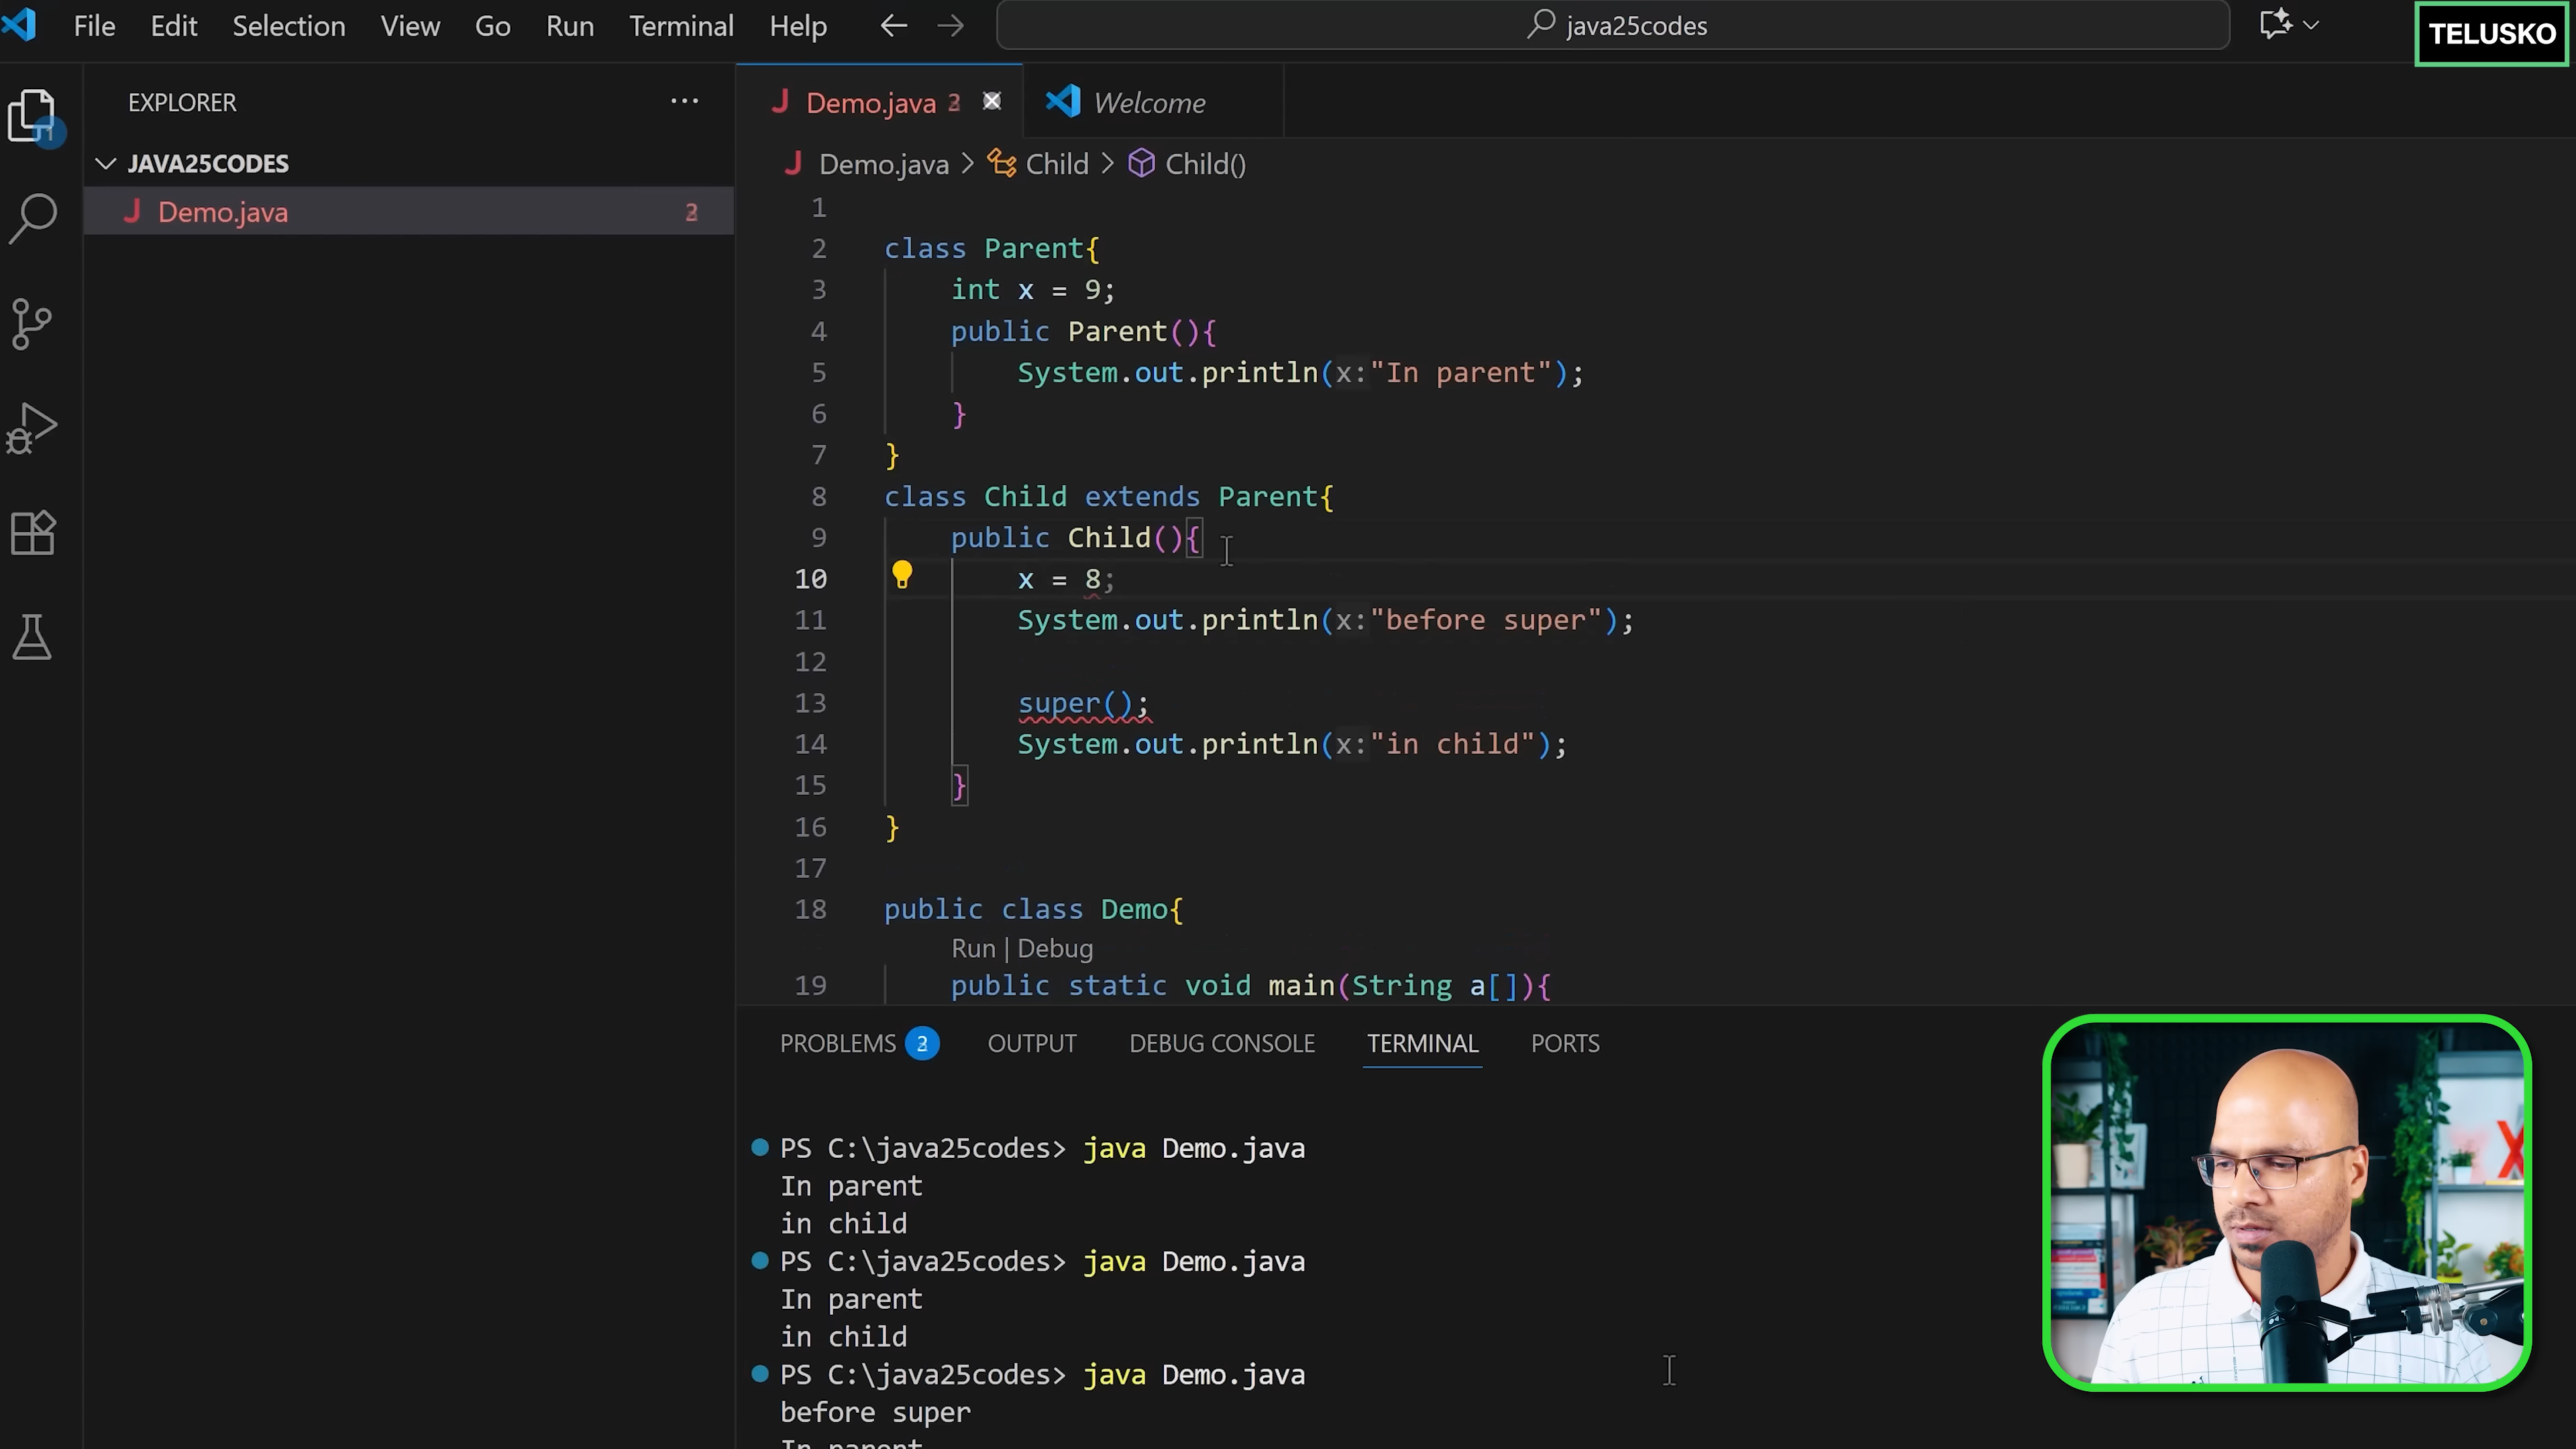 File Edit Selection View Go Run Terminal Help java25codes TELUSKO
EXPLORER
JAVA25CODES
Demo.java
Demo.java Welcome
Demo.java > Child > Child()
1
2 class Parent{
3 int x = 9;
4 public Parent(){
5 System.out.println(x:"In parent");
6 }
7 }
8 class Child extends Parent{
9 public Child(){
10 x = 8;
11 System.out.println(x:"before super");
12
13 super();
14 System.out.println(x:"in child");
15 }
16 }
17
18 public class Demo{
Run | Debug
19 public static void main(String a[]){
PROBLEMS OUTPUT DEBUG CONSOLE TERMINAL PORTS
PS C:\java25codes> java Demo.java
In parent
in child
PS C:\java25codes> java Demo.java
In parent
in child
PS C:\java25codes> java Demo.java
before super
In parent